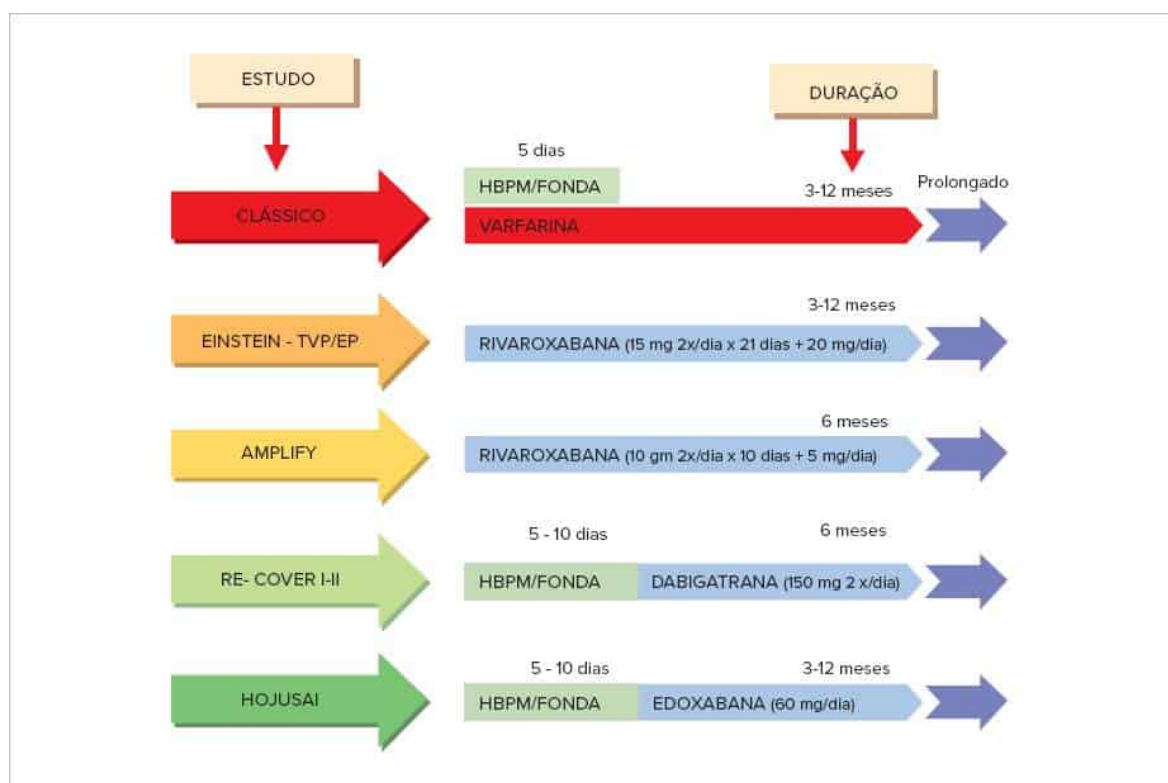 ESTUDO
DURAÇÃO
5 dias
HBPM/FONDA
3-12 meses
Prolongado
CLÁSSICO
VARFARINA
3-12 meses
EINSTEIN - TVP/EP
RIVAROXABANA (15 mg 2x/dia x 21 dias + 20 mg/dia)
6 meses
AMPLIFY
RIVAROXABANA (10 gm 2x/dia x 10 dias + 5 mg/dia)
5 - 10 dias
6 meses
RE- COVER I-II
HBPM/FONDA
DABIGATRANA (150 mg 2 x/dia)
5 - 10 dias
3-12 meses
HOJUSAI
HBPM/FONDA
EDOXABANA (60 mg/dia)